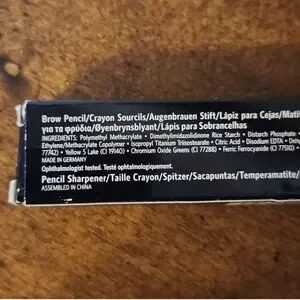 Brow Pencil/Crayon Sourcils/Augenbrauen Stift/Lápiz para Cejas/Mati
για τα φρύδια/Øyenbrynsblyant/Lápis para Sobrancelhas
INGREDIENTS: Polymethyl Methacrylate • Dimethylimidazolidinone Rice Starch • Distarch Phosphate •
Ethylene/Methacrylate Copolymer • Isopropyl Titanium Triisostearate • Citric Acid • Disodium EDTA • Dehy
77742) • Yellow 5 Lake (CI 19140) • Chromium Oxide Greens (CI 77288) • Ferric Ferrocyanide (CI 77510) •
MADE IN GERMANY
Ophthalmologist tested. Testé ophtalmologiquement.
Pencil Sharpener/Taille Crayon/Spitzer/Sacapuntas/Temperamatite/
ASSEMBLED IN CHINA